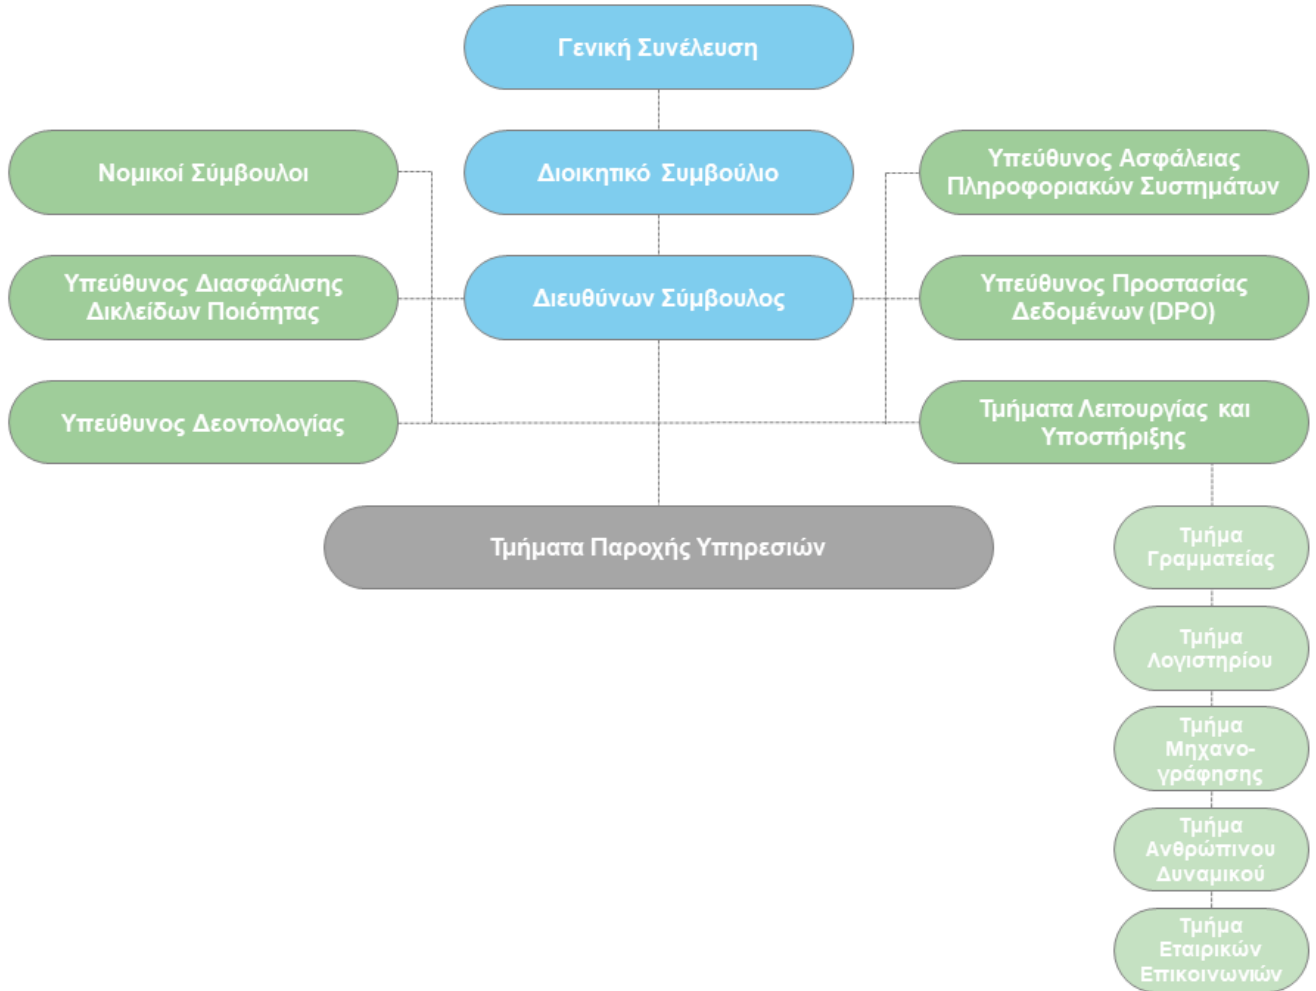 Γενική Συνέλευση
Νομικοί Σύμβουλοι
Διοικητικό Συμβούλιο
Υπεύθυνος Ασφάλειας
Πληροφοριακών Συστημάτων
Υπεύθυνος Διασφάλισης
Δικλείδων Ποιότητας
Διευθύνων Σύμβουλος
Υπεύθυνος Προστασίας
Δεδομένων (DPO)
Υπεύθυνος Δεοντολογίας
Τμήματα Λειτουργίας και
Υποστήριξης
Τμήματα Παροχής Υπηρεσιών
Τμήμα
Γραμματείας
Τμήμα
Λογιστηρίου
Τμήμα
Μηχανο-
γράφησης
Τμήμα
Ανθρώπινου
Δυναμικού
Τμήμα
Εταιρικών
Επικοινωνιών